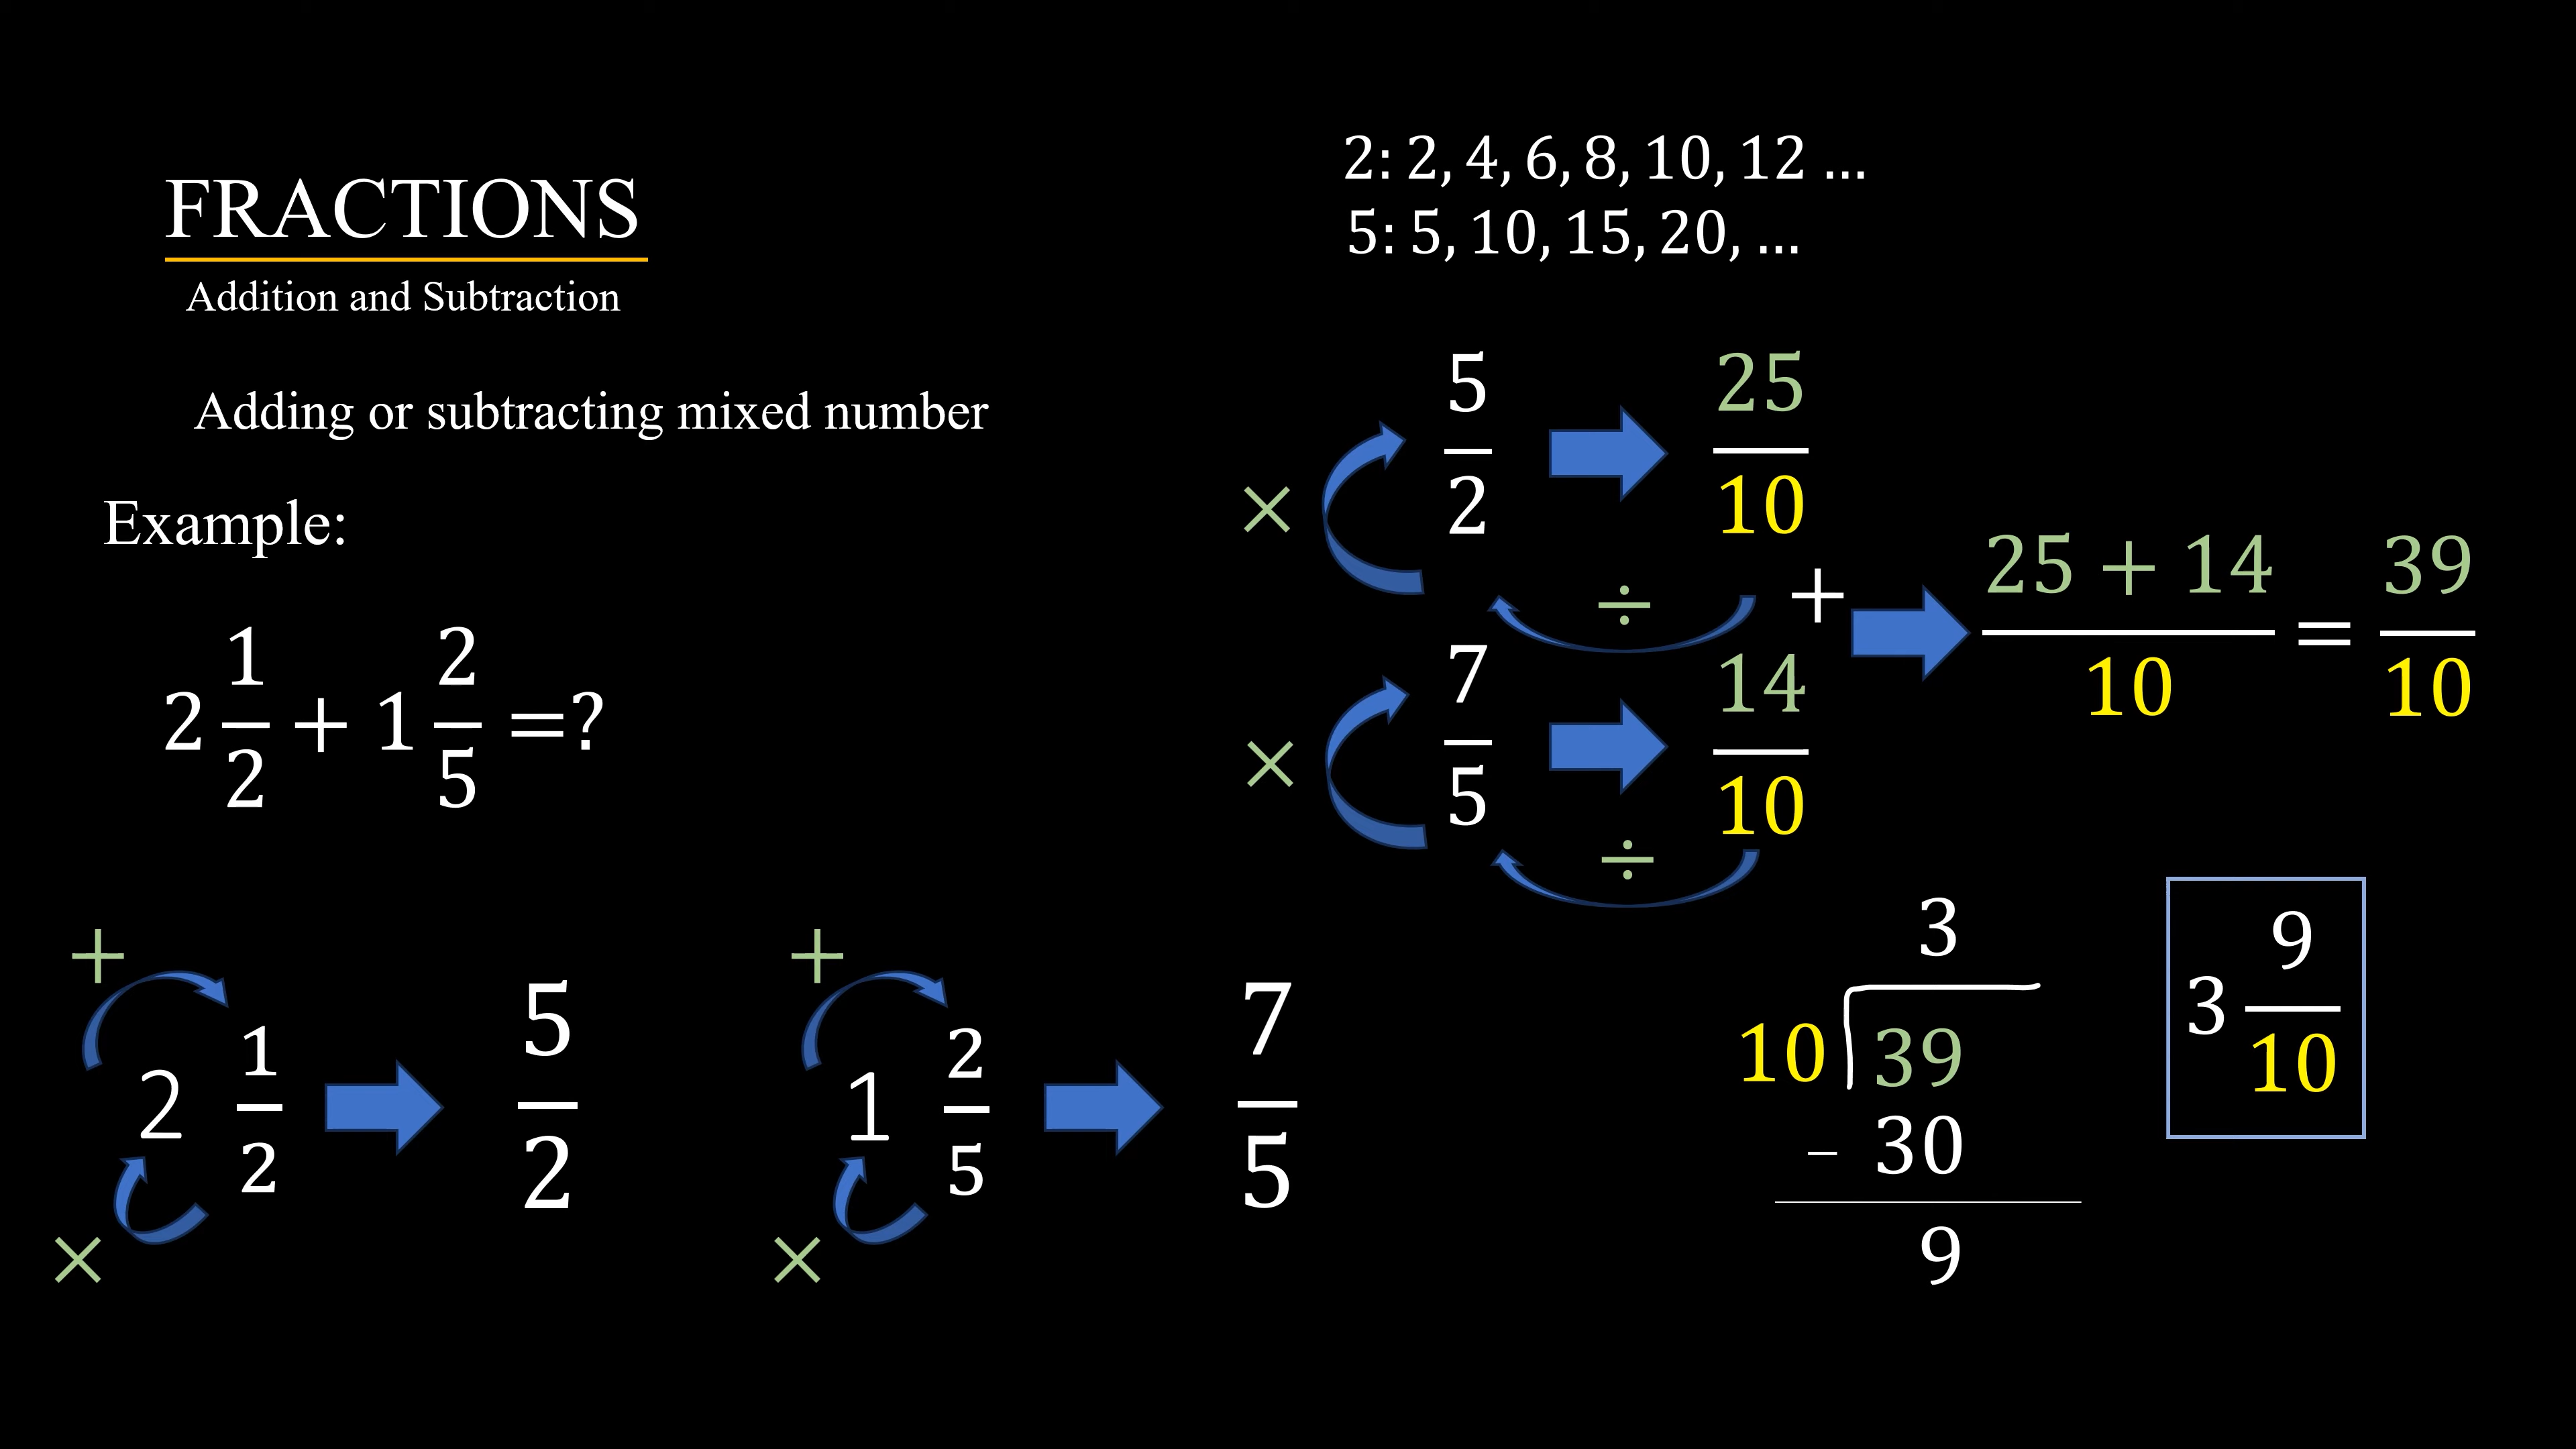 FRACTIONS
Addition and Subtraction
Adding or subtracting mixed number
Example:
2 1/2 + 1 2/5 =?
+
2 1/2
×
5/2
+
1 2/5
×
7/5
2: 2, 4, 6, 8, 10, 12 ...
5: 5, 10, 15, 20, ...
× 5/2 25/10
÷ +
× 7/5 14/10
÷
25 + 14/10 = 39/10
3
10 39
– 30
9
3 9/10